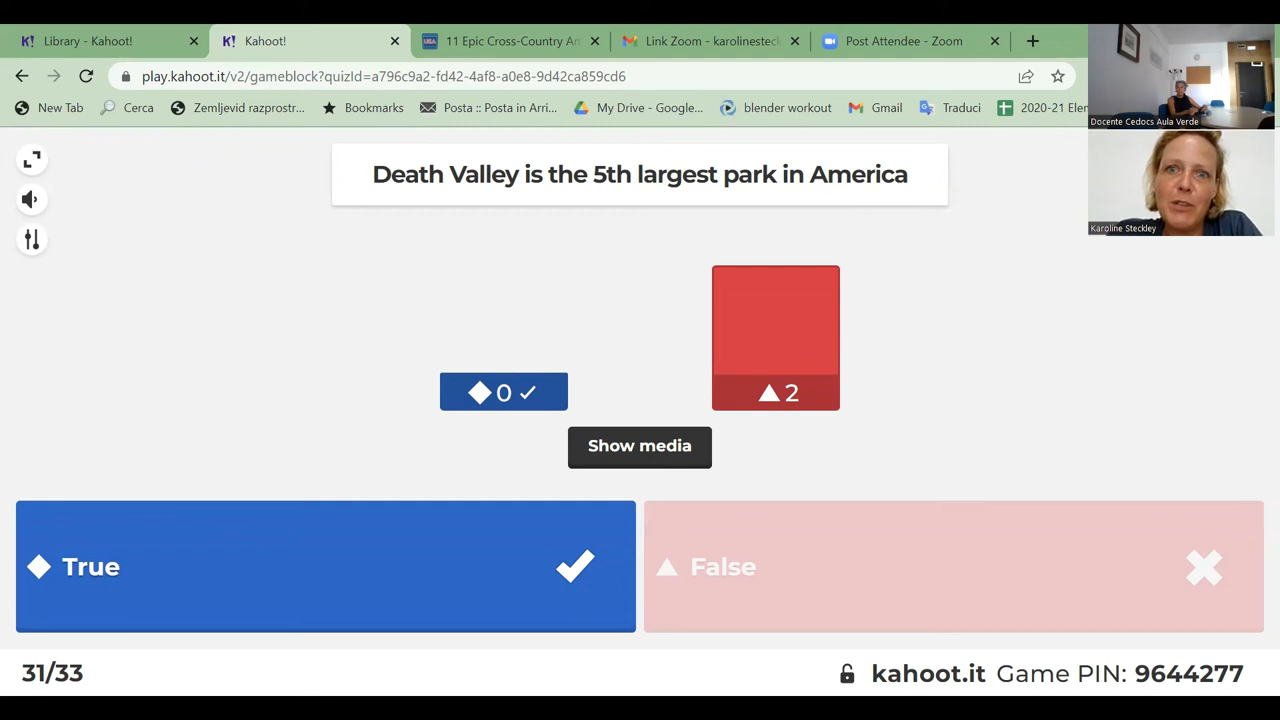 Library - Kahoot!
Kahoot!
11 Epic Cross-Country Am
Link Zoom - karolinesteck
Post Attendee - Zoom
play.kahoot.it/v2/gameblock?quizId=a796c9a2-fd42-4af8-a0e8-9d42ca859cd6
New Tab
Cerca
Zemljevid razprostr...
Bookmarks
Posta :: Posta in Arri...
My Drive - Google...
blender workout
Gmail
Traduci
2020-21 Elen
Docente Cedocs Aula Verde
Karoline Steckley
Death Valley is the 5th largest park in America
0
2
Show media
True
False
31/33
kahoot.it Game PIN: 9644277